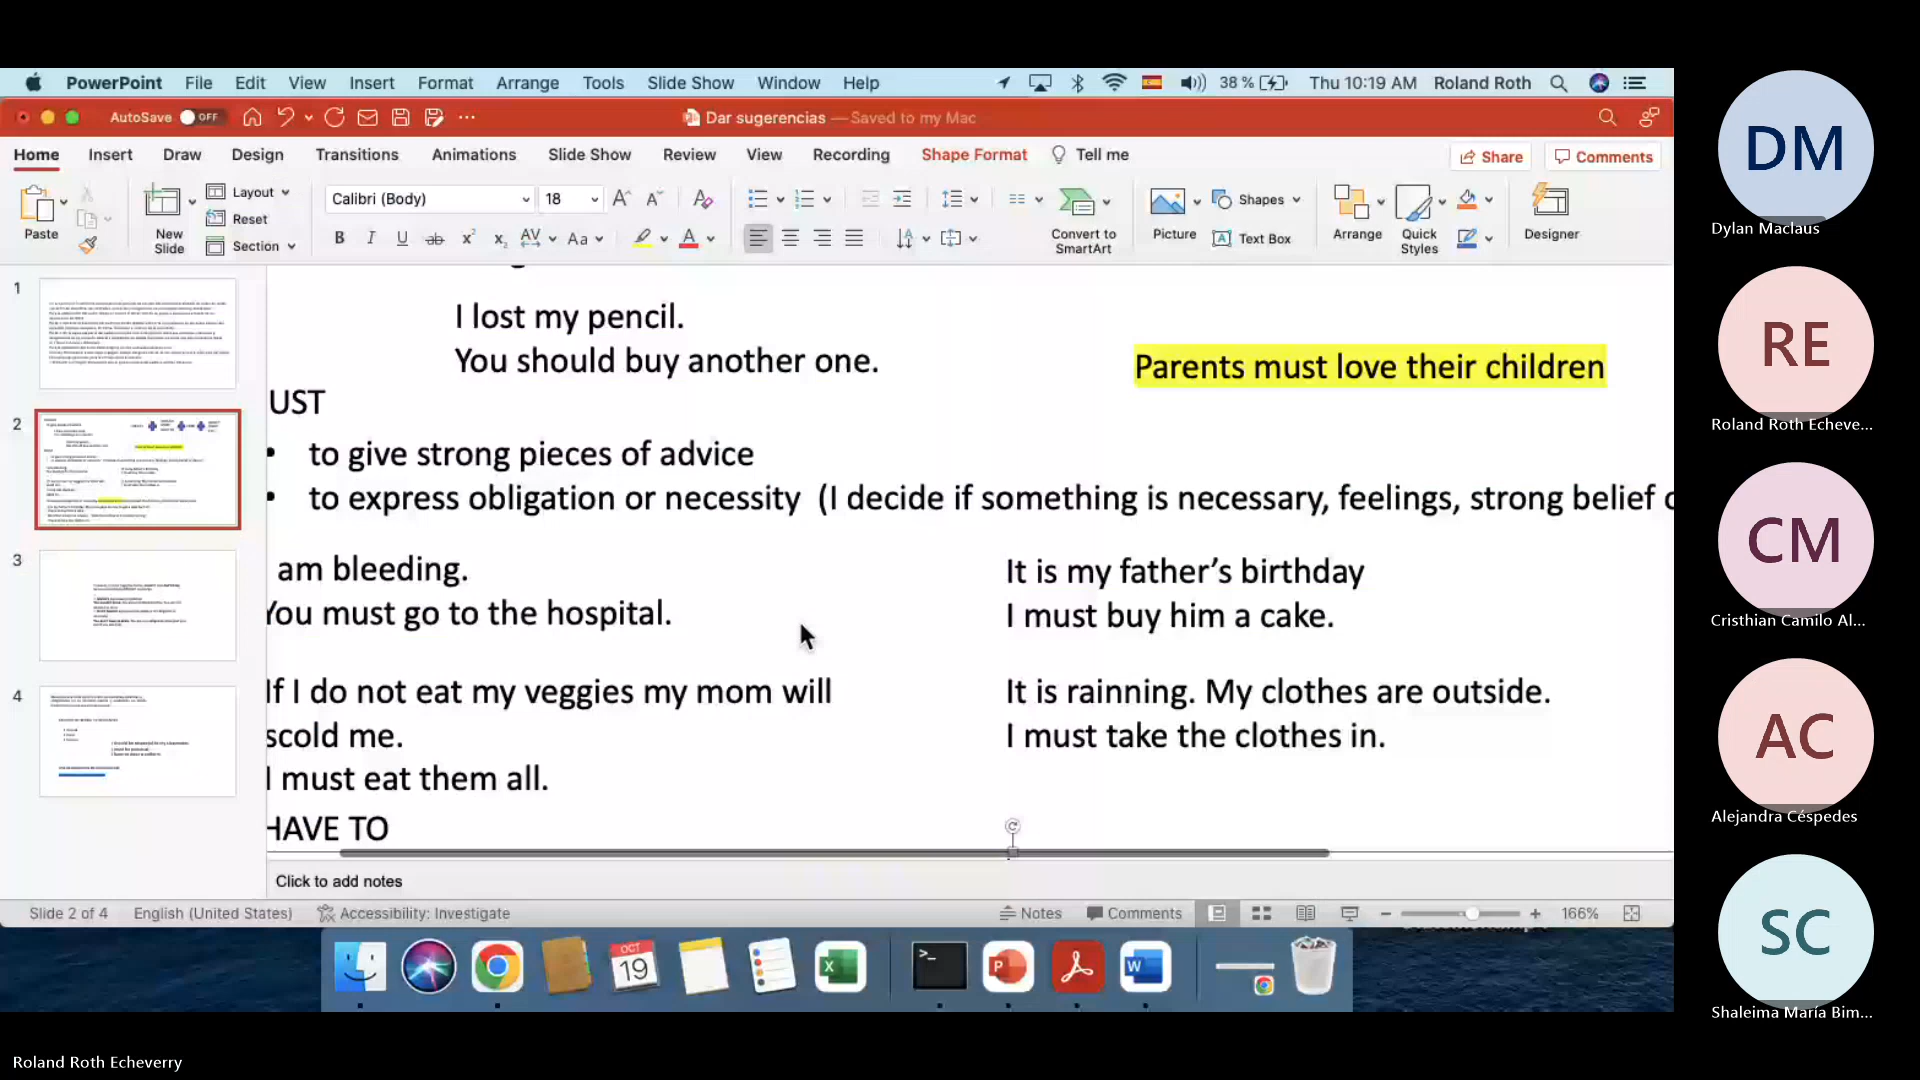 PowerPoint File Edit View Insert Format Arrange Tools Slide Show Window Help 38 % Thu 10:19 AM Roland Roth
AutoSave OFF Dar sugerencias — Saved to my Mac
Home Insert Draw Design Transitions Animations Slide Show Review View Recording Shape Format Tell me Share Comments
Paste
New Slide
Layout
Reset
Section
Calibri (Body) 18
Convert to SmartArt
Picture
Shapes
Text Box
Arrange
Quick Styles
Designer
1
2
3
4
I lost my pencil.
You should buy another one.
Parents must love their children
UST
• to give strong pieces of advice
• to express obligation or necessity (I decide if something is necessary, feelings, strong belief
am bleeding.
You must go to the hospital.
It is my father's birthday
I must buy him a cake.
If I do not eat my veggies my mom will
scold me.
I must eat them all.
It is rainning. My clothes are outside.
I must take the clothes in.
HAVE TO
Click to add notes
Slide 2 of 4 English (United States) Accessibility: Investigate Notes Comments 166%
OCT
19
DM
Dylan Maclaus
RE
Roland Roth Echeve...
CM
Cristhian Camilo Al...
AC
Alejandra Céspedes
SC
Shaleima María Bim...
Roland Roth Echeverry